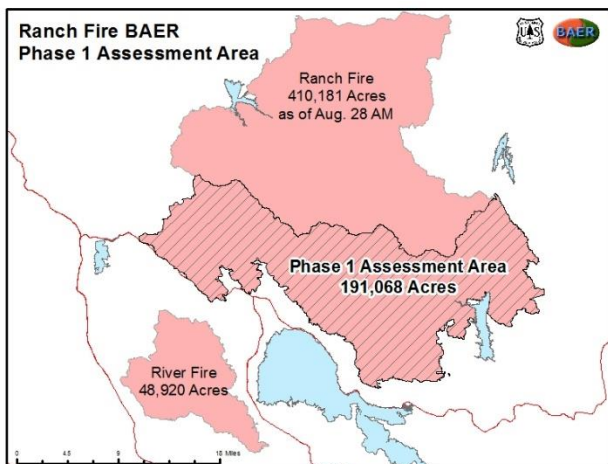 Ranch Fire BAER
Phase 1 Assessment Area
UAS
BAER
Ranch Fire
410,181 Acres
as of Aug. 28 AM
Phase 1 Assessment Area
191,068 Acres
River Fire
48,920 Acres
0 4.5 9 18 Miles